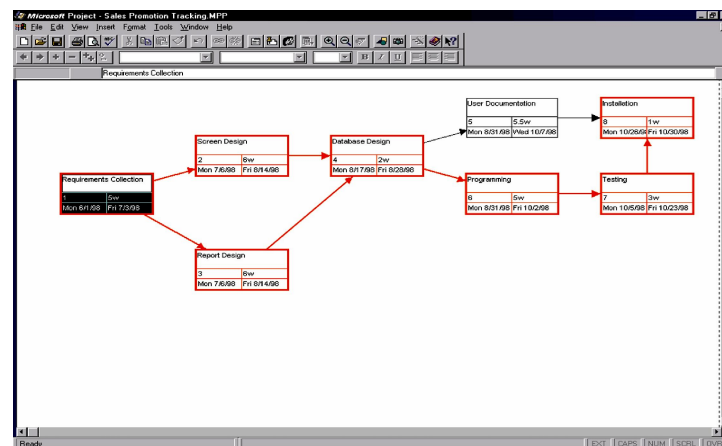 Microsoft Project - Sales Promotion Tracking.MPP
File Edit View Insert Format Tools Window Help
B I U
Requirements Collection
User Documentation
5 5.5w
Mon 8/31/98 Wed 10/7/98
Installation
8 1w
Mon 10/26/9 Fri 10/30/98
Screen Design
2 6w
Mon 7/6/98 Fri 8/14/98
Database Design
4 2w
Mon 8/17/98 Fri 8/28/98
Requirements Collection
1 5w
Mon 6/1/98 Fri 7/3/98
Programming
6 5w
Mon 8/31/98 Fri 10/2/98
Testing
7 3w
Mon 10/5/98 Fri 10/23/98
Report Design
3 6w
Mon 7/6/98 Fri 8/14/98
Ready
EXT CAPS NUM SCRL OVR